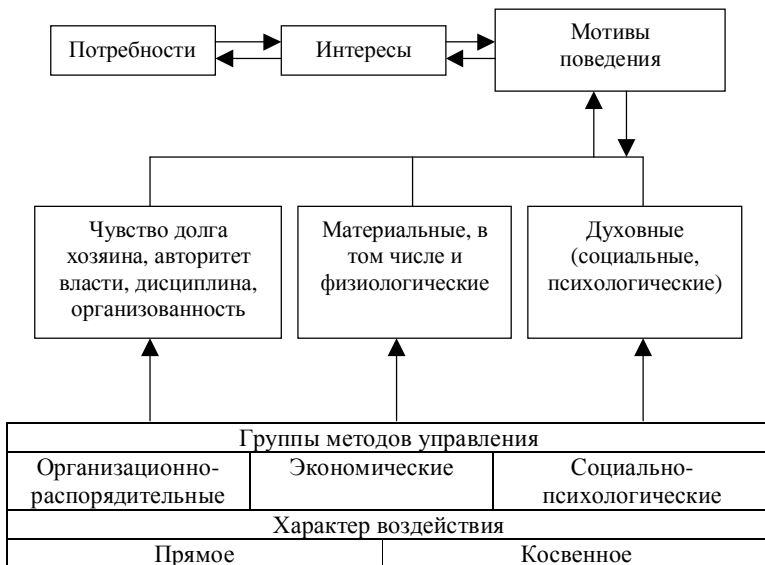 Потребности
Интересы
Мотивы
поведения
Чувство долга
хозяина, авторитет
власти, дисциплина,
организованность
Материальные, в
том числе и
физиологические
Духовные
(социальные,
психологические)
Группы методов управления
Организационно-
распорядительные
Экономические
Социально-
психологические
Характер воздействия
Прямое
Косвенное